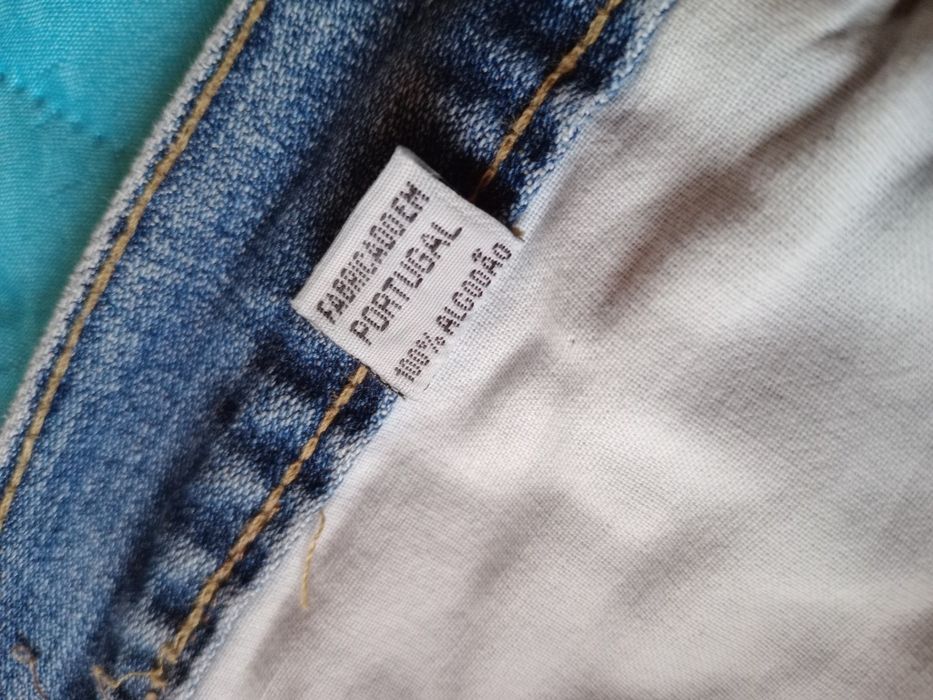 FABRICADO EM
PORTUGAL
100% ALGODÃO